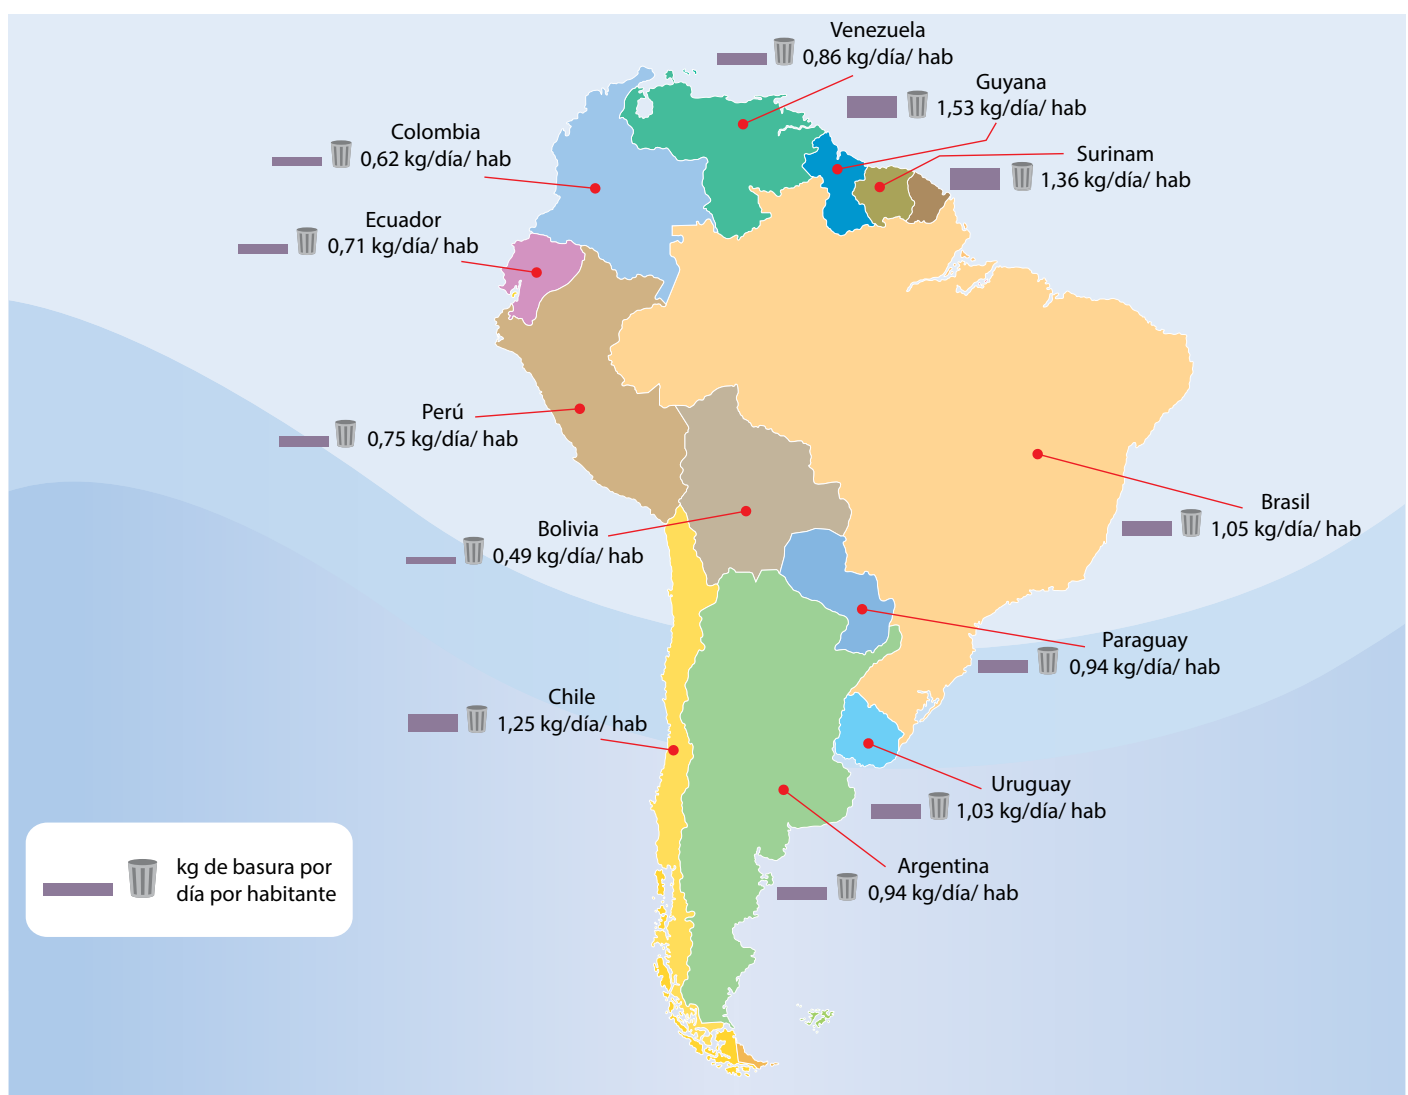 Venezuela
0,86 kg/día/ hab
Guyana
1,53 kg/día/ hab
Colombia
0,62 kg/día/ hab
Surinam
1,36 kg/día/ hab
Ecuador
0,71 kg/día/ hab
Perú
0,75 kg/día/ hab
Brasil
1,05 kg/día/ hab
Bolivia
0,49 kg/día/ hab
Paraguay
0,94 kg/día/ hab
Chile
1,25 kg/día/ hab
Uruguay
1,03 kg/día/ hab
Argentina
0,94 kg/día/ hab
kg de basura por
día por habitante